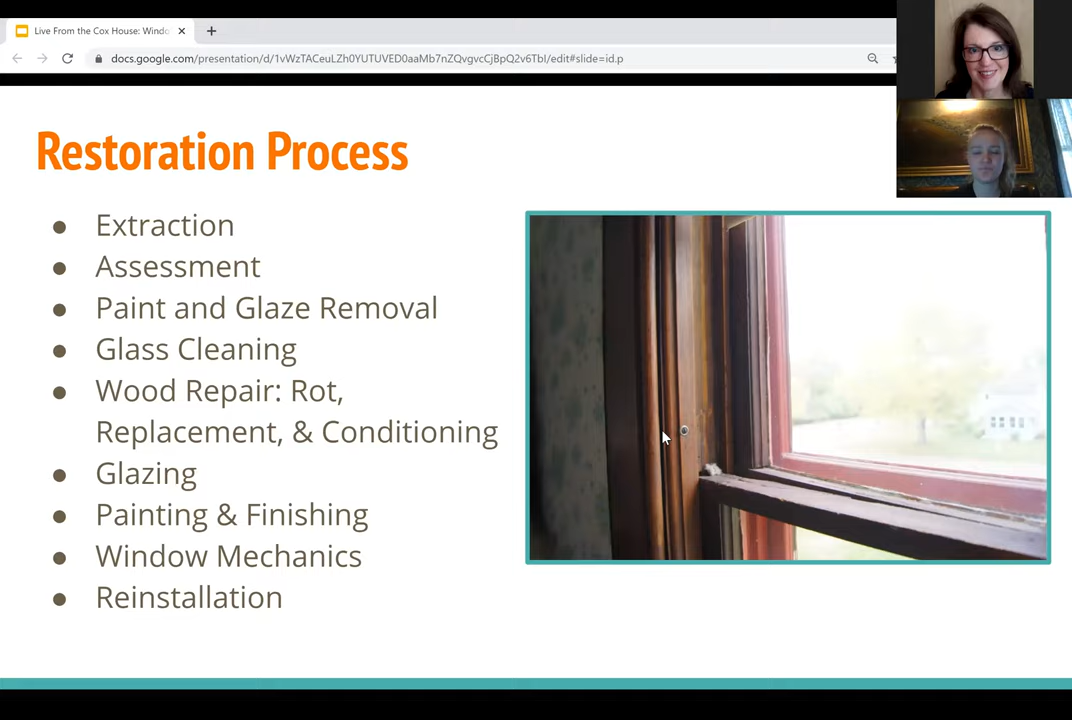 Live From the Cox House: Windo
docs.google.com/presentation/d/1vWzTACeuLZh0YUTUVED0aaMb7nZQvgvcCjBpQ2v6TbI/edit#slide=id.p
Restoration Process
● Extraction
● Assessment
● Paint and Glaze Removal
● Glass Cleaning
● Wood Repair: Rot,
Replacement, & Conditioning
● Glazing
● Painting & Finishing
● Window Mechanics
● Reinstallation